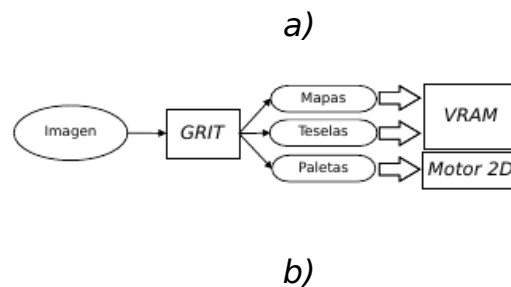 a)
Imagen
GRIT
Mapas
Teselas
Paletas
VRAM
Motor 2D
b)